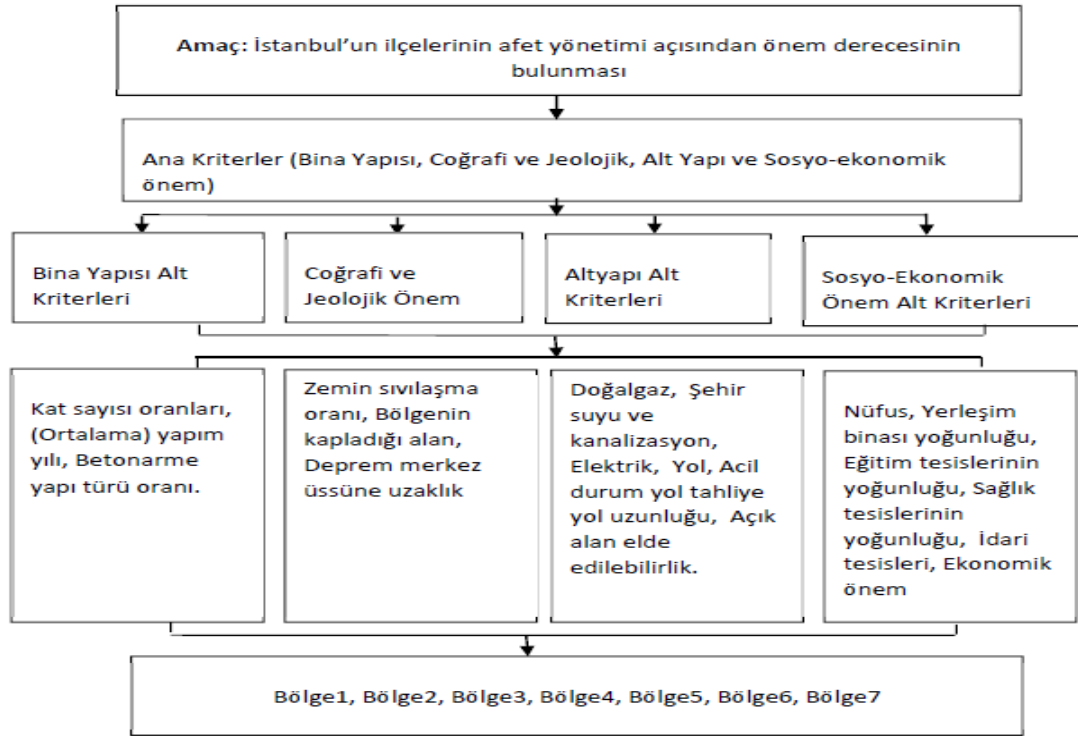 Amaç: İstanbul’un ilçelerinin afet yönetimi açısından önem derecesinin
bulunması
Ana Kriterler (Bina Yapısı, Coğrafi ve Jeolojik, Alt Yapı ve Sosyo-ekonomik
önem)
Bina Yapısı Alt
Kriterleri
Coğrafi ve
Jeolojik Önem
Altyapı Alt
Kriterleri
Sosyo-Ekonomik
Önem Alt Kriterleri
Kat sayısı oranları,
(Ortalama) yapım
yılı, Betonarme
yapı türü oranı.
Zemin sıvılaşma
oranı, Bölgenin
kapladığı alan,
Deprem merkez
üssüne uzaklık
Doğalgaz, Şehir
suyu ve
kanalizasyon,
Elektrik, Yol, Acil
durum yol tahliye
yol uzunluğu, Açık
alan elde
edilebilirlik.
Nüfus, Yerleşim
binası yoğunluğu,
Eğitim tesislerinin
yoğunluğu, Sağlık
tesislerinin
yoğunluğu, İdari
tesisleri, Ekonomik
önem
Bölge1, Bölge2, Bölge3, Bölge4, Bölge5, Bölge6, Bölge7